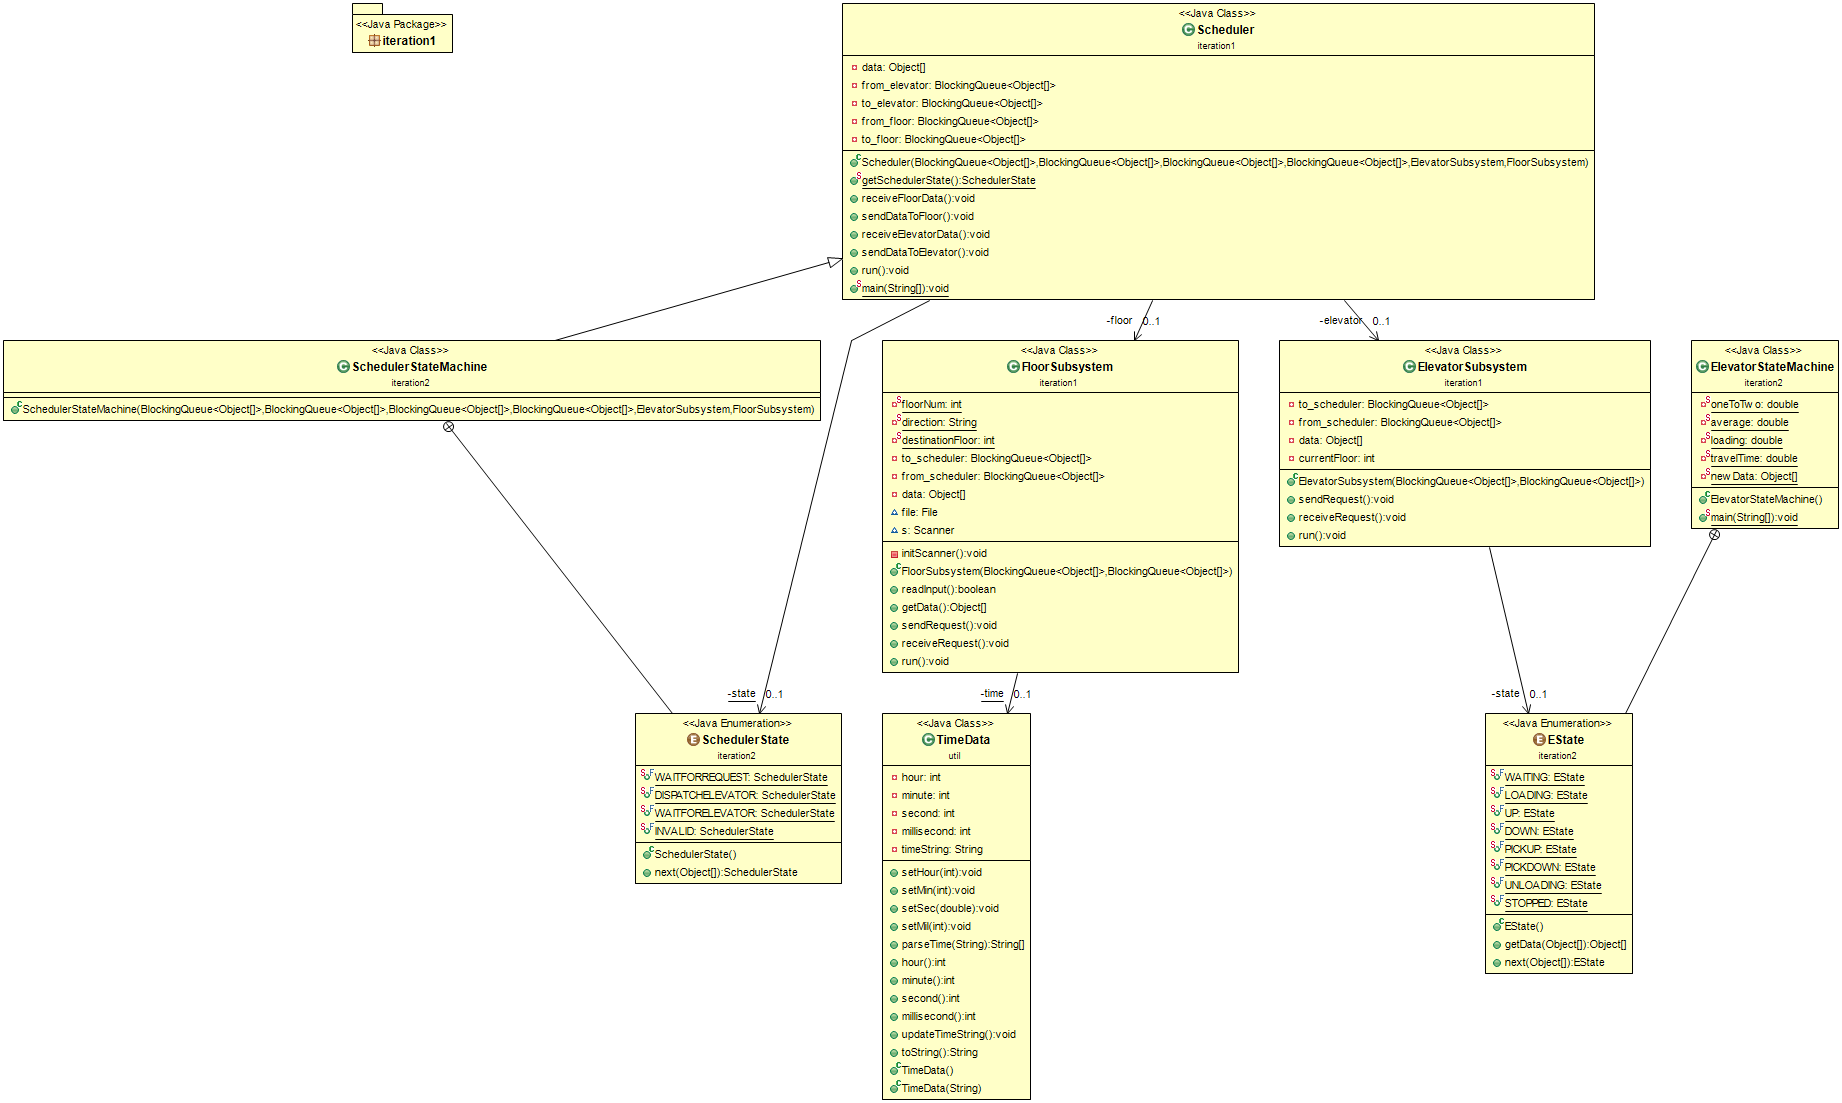 <<Java Package>>
iteration1
<<Java Class>>
Scheduler
iteration1
data: Object[]
from_elevator: BlockingQueue<Object[]>
to_elevator: BlockingQueue<Object[]>
from_floor: BlockingQueue<Object[]>
to_floor: BlockingQueue<Object[]>
Scheduler(BlockingQueue<Object[]>,BlockingQueue<Object[]>,BlockingQueue<Object[]>,BlockingQueue<Object[]>,ElevatorSubsystem,FloorSubsystem)
getSchedulerState():SchedulerState
receiveFloorData():void
sendDataToFloor():void
receiveElevatorData():void
sendDataToElevator():void
run():void
main(String[]):void
-floor 0..1
-elevator 0..1
<<Java Class>>
SchedulerStateMachine
iteration2
SchedulerStateMachine(BlockingQueue<Object[]>,BlockingQueue<Object[]>,BlockingQueue<Object[]>,BlockingQueue<Object[]>,ElevatorSubsystem,FloorSubsystem)
<<Java Class>>
FloorSubsystem
iteration1
floorNum: int
direction: String
destinationFloor: int
to_scheduler: BlockingQueue<Object[]>
from_scheduler: BlockingQueue<Object[]>
data: Object[]
file: File
s: Scanner
initScanner():void
FloorSubsystem(BlockingQueue<Object[]>,BlockingQueue<Object[]>)
readInput():boolean
getData():Object[]
sendRequest():void
receiveRequest():void
run():void
<<Java Class>>
ElevatorSubsystem
iteration1
to_scheduler: BlockingQueue<Object[]>
from_scheduler: BlockingQueue<Object[]>
data: Object[]
currentFloor: int
ElevatorSubsystem(BlockingQueue<Object[]>,BlockingQueue<Object[]>)
sendRequest():void
receiveRequest():void
run():void
<<Java Class>>
ElevatorStateMachine
iteration2
oneToTwo: double
average: double
loading: double
travelTime: double
newData: Object[]
ElevatorStateMachine()
main(String[]):void
-state 0..1
-time 0..1
-state 0..1
<<Java Enumeration>>
SchedulerState
iteration2
WAITFORREQUEST: SchedulerState
DISPATCHELEVATOR: SchedulerState
WAITFORELEVATOR: SchedulerState
INVALID: SchedulerState
SchedulerState()
next(Object[]):SchedulerState
<<Java Class>>
TimeData
util
hour: int
minute: int
second: int
millisecond: int
timeString: String
setHour(int):void
setMin(int):void
setSec(double):void
setMil(int):void
parseTime(String):String[]
hour():int
minute():int
second():int
millisecond():int
updateTimeString():void
toString():String
TimeData()
TimeData(String)
<<Java Enumeration>>
EState
iteration2
WAITING: EState
LOADING: EState
UP: EState
DOWN: EState
PICKUP: EState
PICKDOWN: EState
UNLOADING: EState
STOPPED: EState
EState()
getData(Object[]):Object[]
next(Object[]):EState